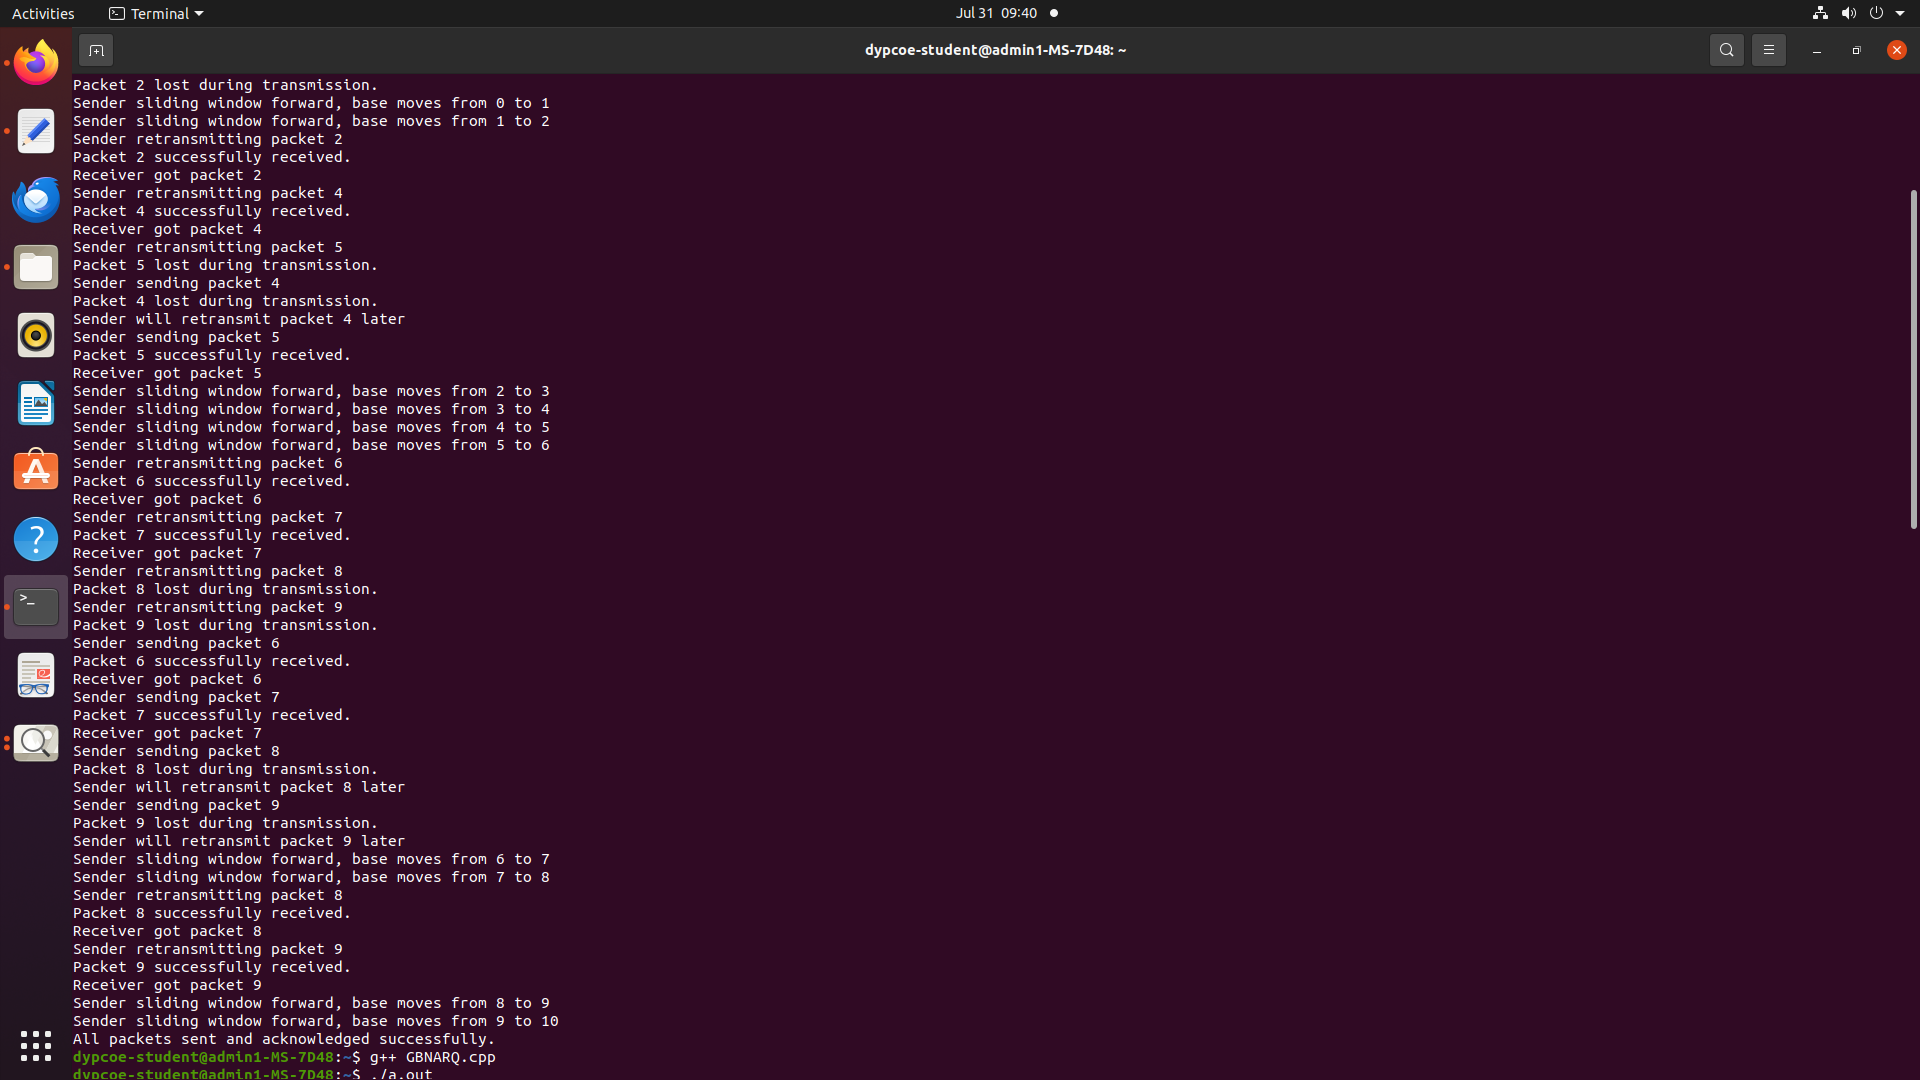 Activities
Terminal
Jul 31 09:40
dypcoe-student@admin1-MS-7D48: ~
Packet 2 lost during transmission.
Sender sliding window forward, base moves from 0 to 1
Sender sliding window forward, base moves from 1 to 2
Sender retransmitting packet 2
Packet 2 successfully received.
Receiver got packet 2
Sender retransmitting packet 4
Packet 4 successfully received.
Receiver got packet 4
Sender retransmitting packet 5
Packet 5 lost during transmission.
Sender sending packet 4
Packet 4 lost during transmission.
Sender will retransmit packet 4 later
Sender sending packet 5
Packet 5 successfully received.
Receiver got packet 5
Sender sliding window forward, base moves from 2 to 3
Sender sliding window forward, base moves from 3 to 4
Sender sliding window forward, base moves from 4 to 5
Sender sliding window forward, base moves from 5 to 6
Sender retransmitting packet 6
Packet 6 successfully received.
Receiver got packet 6
Sender retransmitting packet 7
Packet 7 successfully received.
Receiver got packet 7
Sender retransmitting packet 8
Packet 8 lost during transmission.
Sender retransmitting packet 9
Packet 9 lost during transmission.
Sender sending packet 6
Packet 6 successfully received.
Receiver got packet 6
Sender sending packet 7
Packet 7 successfully received.
Receiver got packet 7
Sender sending packet 8
Packet 8 lost during transmission.
Sender will retransmit packet 8 later
Sender sending packet 9
Packet 9 lost during transmission.
Sender will retransmit packet 9 later
Sender sliding window forward, base moves from 6 to 7
Sender sliding window forward, base moves from 7 to 8
Sender retransmitting packet 8
Packet 8 successfully received.
Receiver got packet 8
Sender retransmitting packet 9
Packet 9 successfully received.
Receiver got packet 9
Sender sliding window forward, base moves from 8 to 9
Sender sliding window forward, base moves from 9 to 10
All packets sent and acknowledged successfully.
dypcoe-student@admin1-MS-7D48:~$ g++ GBNARQ.cpp
dypcoe-student@admin1-MS-7D48:~$ ./a.out